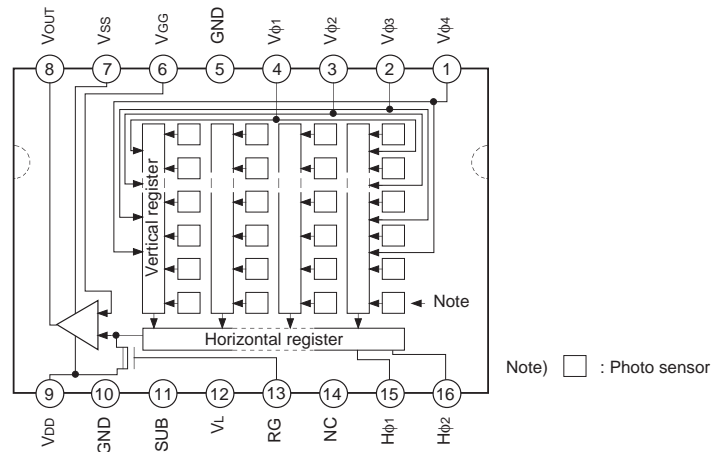 VOUT VSS VGG GND Vϕ1 Vϕ2 Vϕ3 Vϕ4
8 7 6 5 4 3 2 1
Vertical register
Note
Horizontal register
Note) : Photo sensor
9 10 11 12 13 14 15 16
VDD GND SUB VL RG NC Hϕ1 Hϕ2